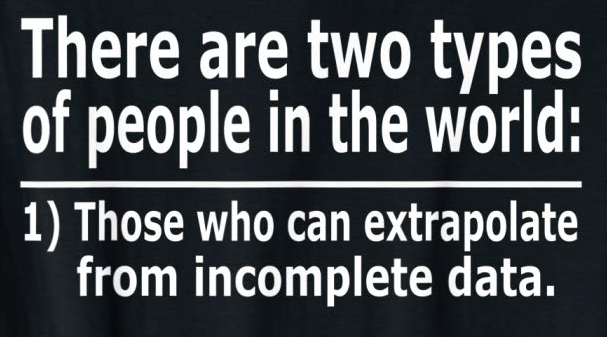 There are two types
of people in the world:
1) Those who can extrapolate
from incomplete data.